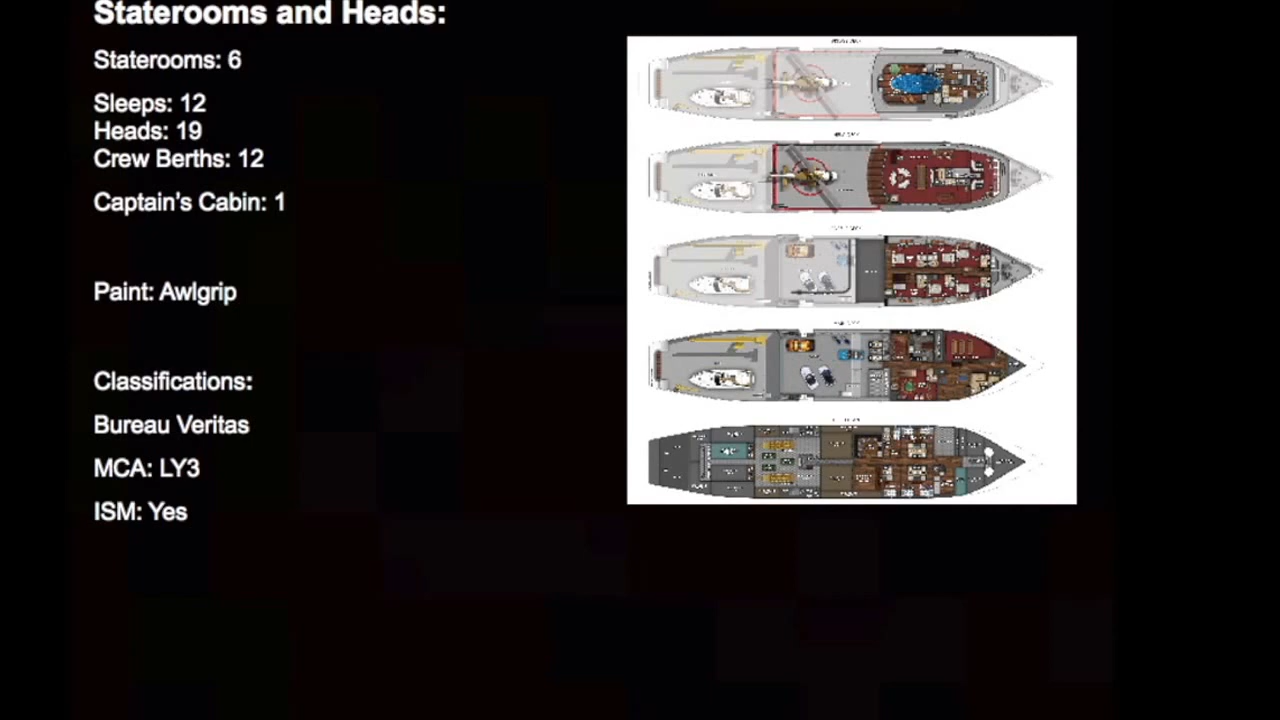 Staterooms and Heads:
Staterooms: 6
Sleeps: 12
Heads: 19
Crew Berths: 12
Captain's Cabin: 1
Paint: Awlgrip
Classifications:
Bureau Veritas
MCA: LY3
ISM: Yes